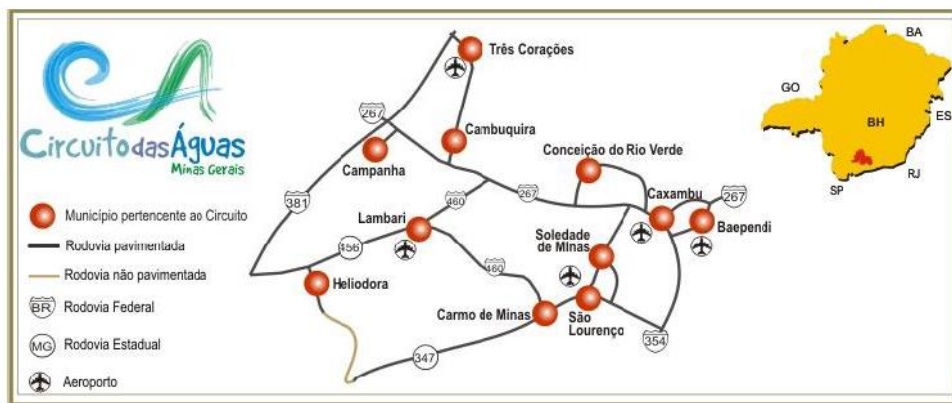 Circuito das Águas
Minas Gerais
Município pertencente ao Circuito
Rodovia pavimentada
Rodovia não pavimentada
BR Rodovia Federal
MG Rodovia Estadual
Aeroporto
Três Corações
267
Cambuquira
Campanha
Conceição do Rio Verde
381
Lambari
460
267
Caxambu
267
Baependi
456
Soledade
de Minas
Heliodora
460
Carmo de Minas
São
Lourenço
354
347
BA
GO
ES
BH
SP
RJ